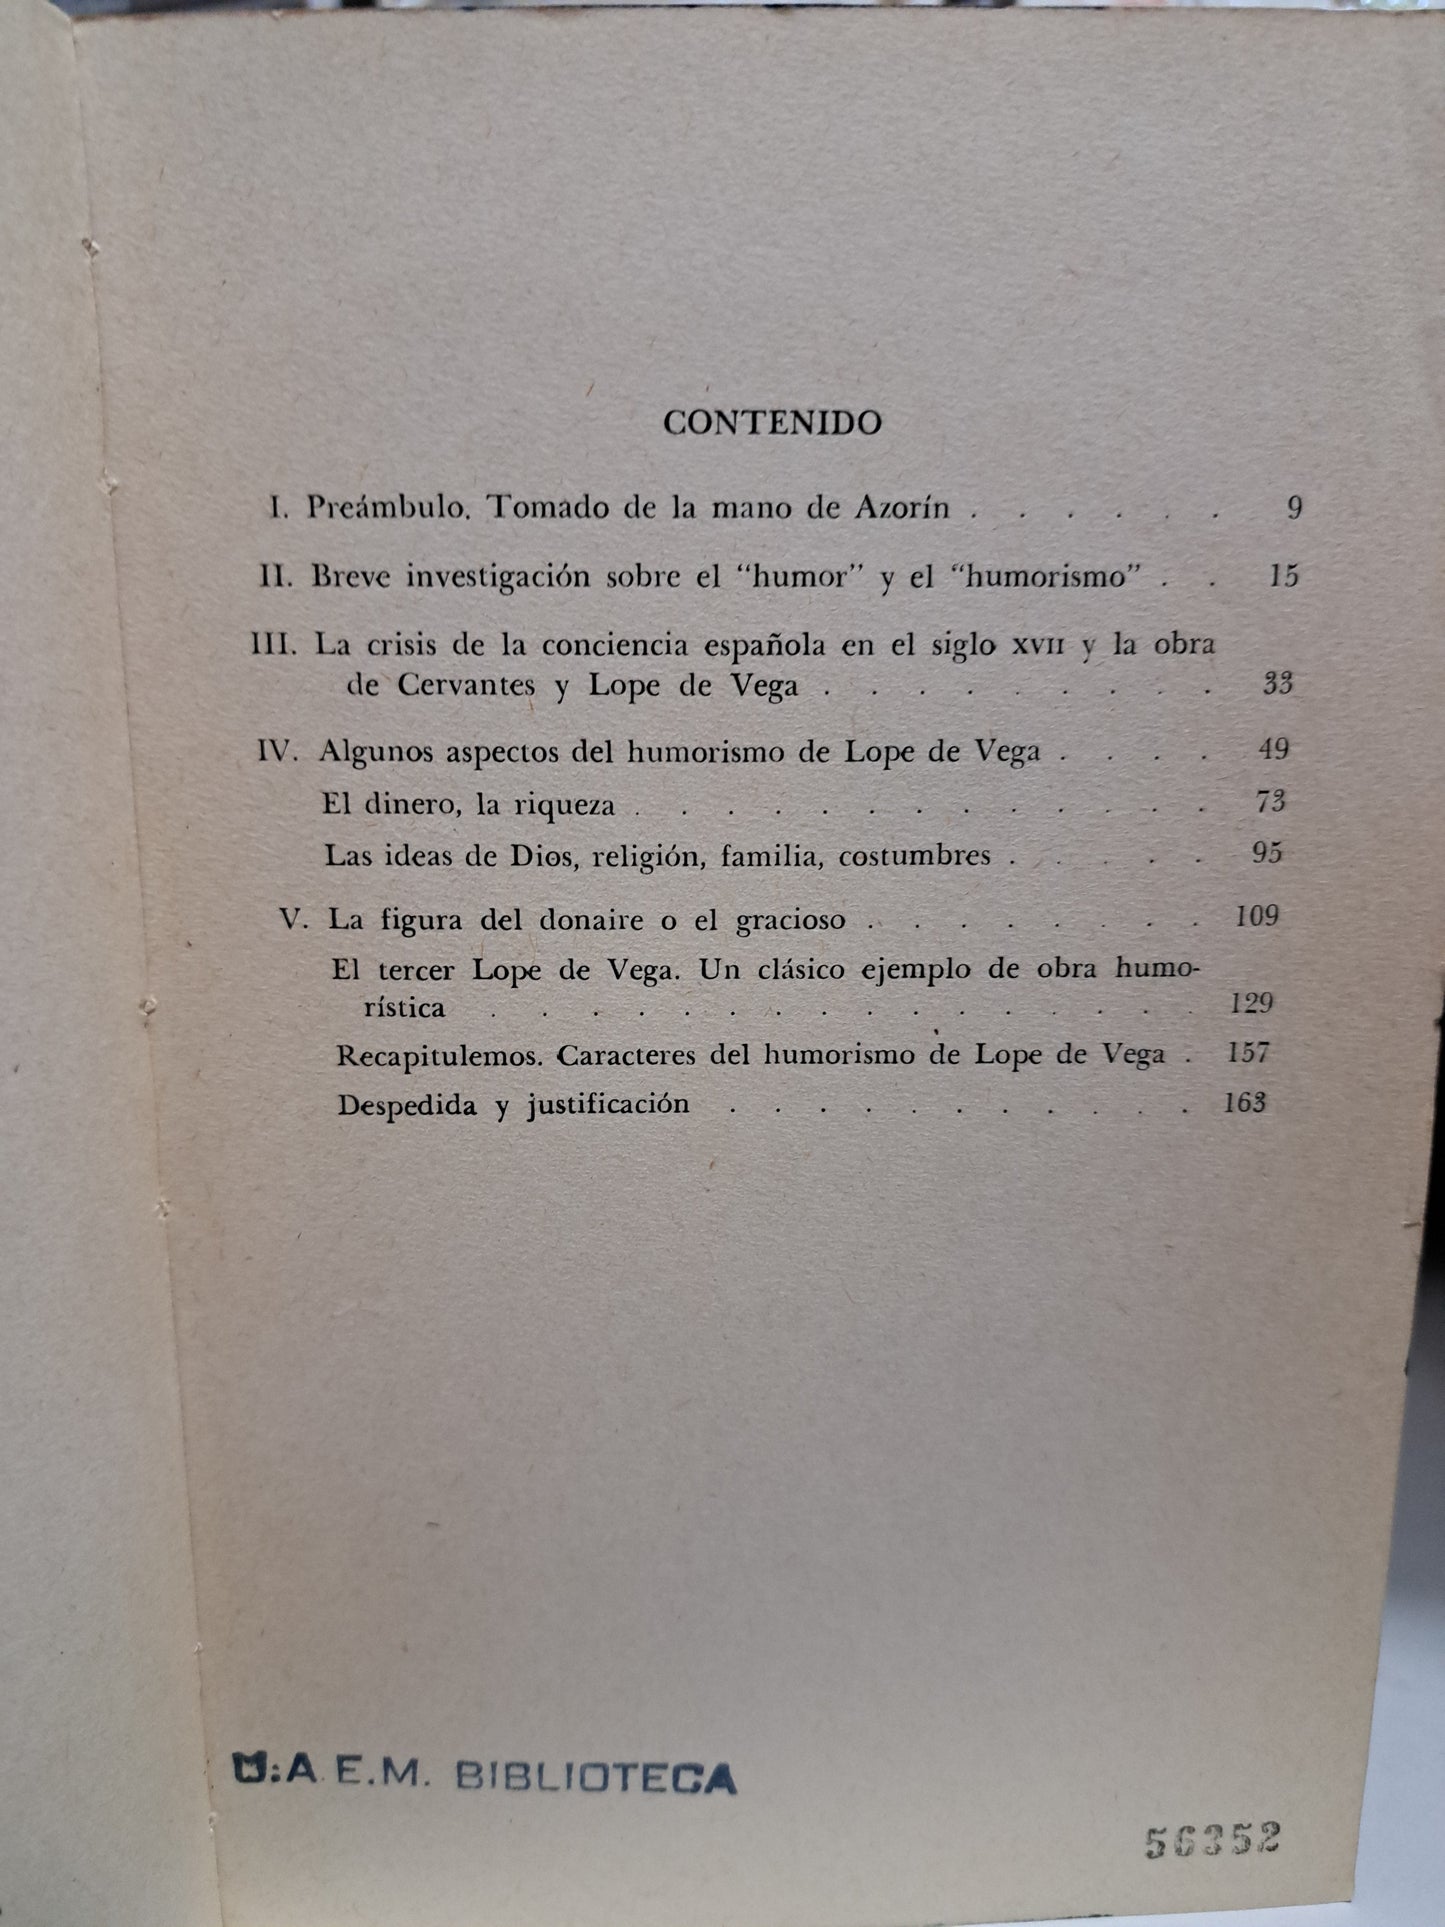 CONTENIDO
I. Preámbulo. Tomado de la mano de Azorín . . . . . . 9
II. Breve investigación sobre el “humor” y el “humorismo” . . 15
III. La crisis de la conciencia española en el siglo XVII y la obra
de Cervantes y Lope de Vega . . . . . . . . . 33
IV. Algunos aspectos del humorismo de Lope de Vega . . . . 49
El dinero, la riqueza . . . . . . . . . . . . . 73
Las ideas de Dios, religión, familia, costumbres . . . . . 95
V. La figura del donaire o el gracioso . . . . . . . . 109
El tercer Lope de Vega. Un clásico ejemplo de obra humo-
rística . . . . . . . . . . . . . . . . 129
Recapitulemos. Caracteres del humorismo de Lope de Vega . 157
Despedida y justificación . . . . . . . . . . . 163
U.A.E.M. BIBLIOTECA
56352